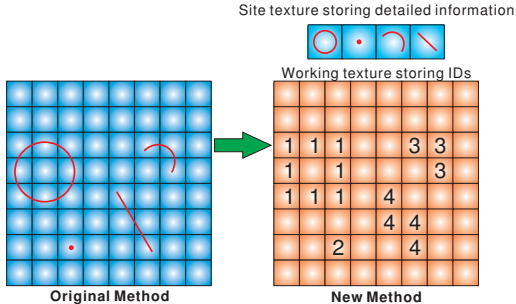 Site texture storing detailed information
Working texture storing IDs
1 1 1 3 3
1 1 3
1 1 1 4
4 4
2 4
Original Method
New Method